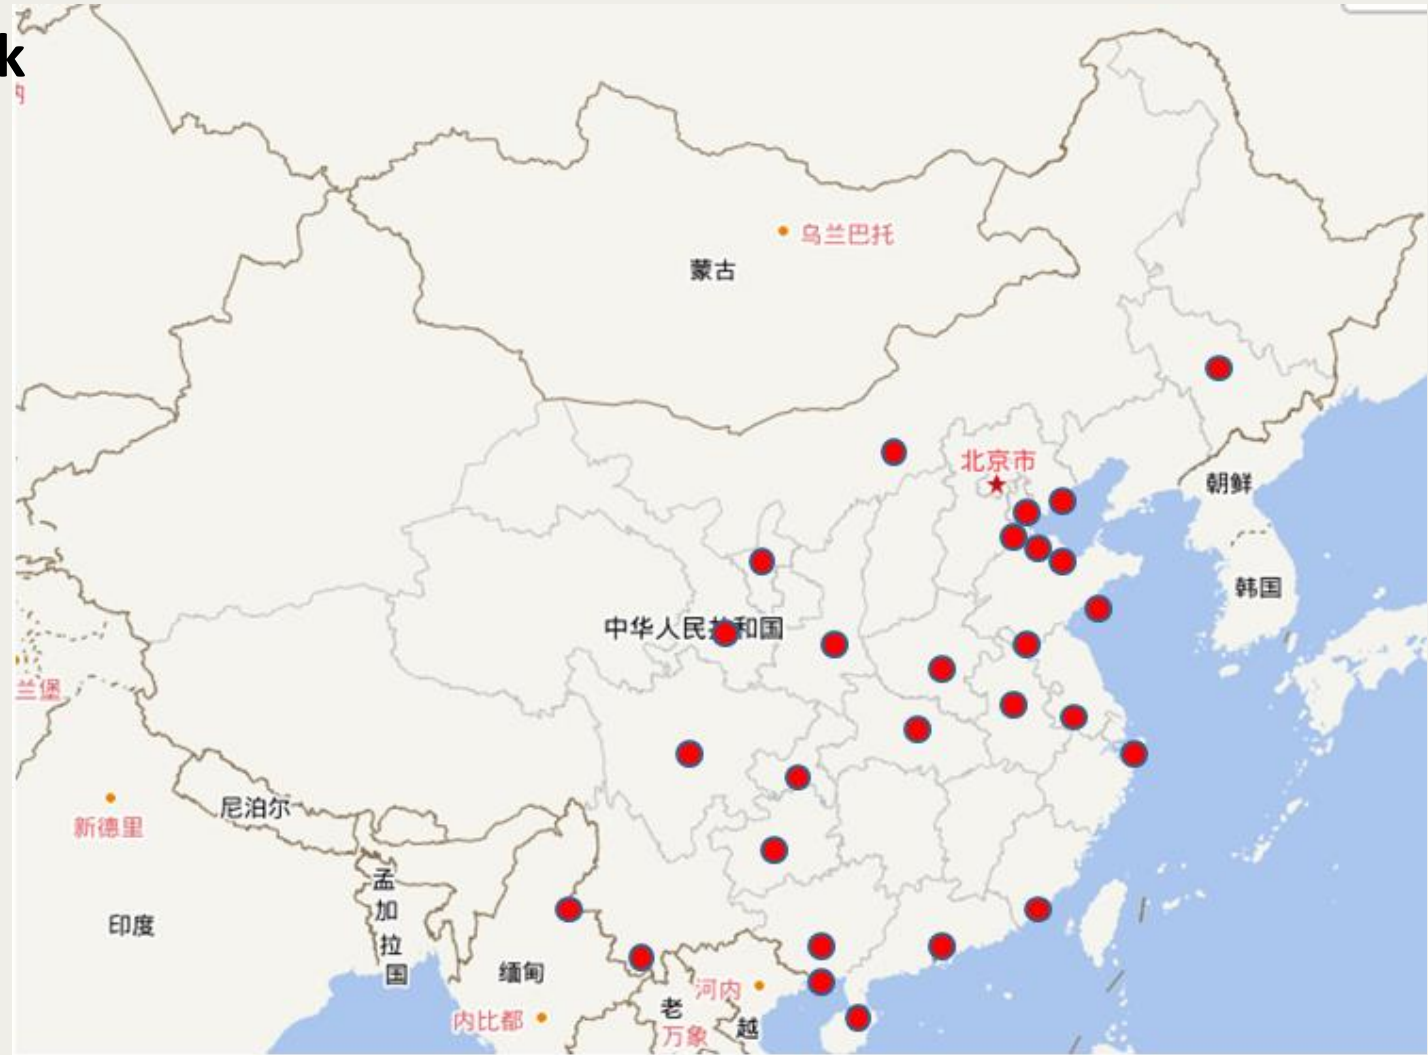 k
乌兰巴托
蒙古
北京市
朝鲜
韩国
中华人民共和国
兰堡
尼泊尔
新德里
孟
加
拉
国
印度
缅甸
河内
老
越
内比都
万象